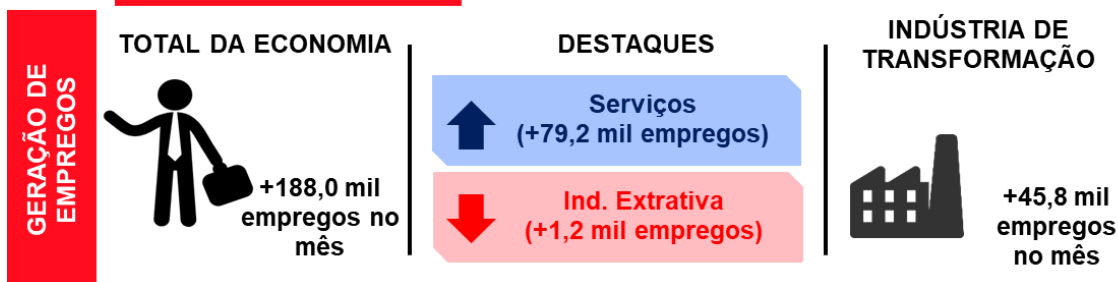 GERAÇÃO DE
EMPREGOS
TOTAL DA ECONOMIA
+188,0 mil
empregos no
mês
DESTAQUES
Serviços
(+79,2 mil empregos)
Ind. Extrativa
(+1,2 mil empregos)
INDÚSTRIA DE
TRANSFORMAÇÃO
+45,8 mil
empregos
no mês